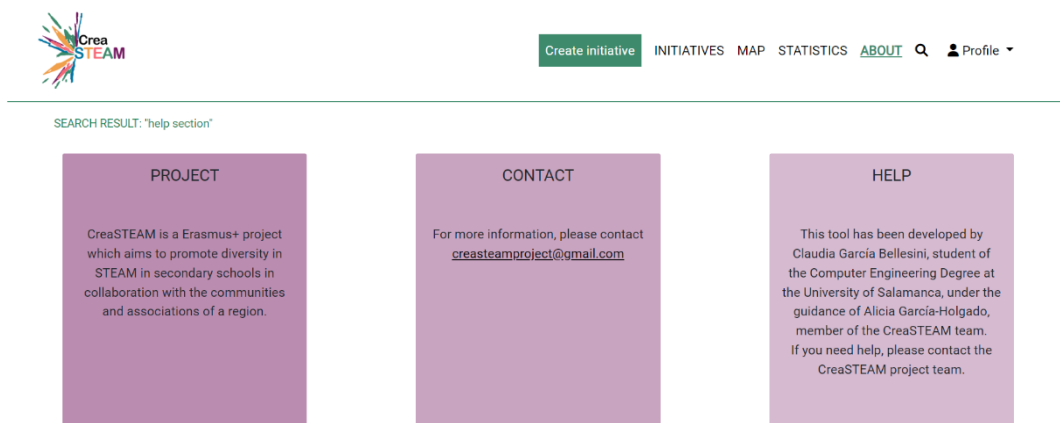 Crea
STEAM
Create initiative INITIATIVES MAP STATISTICS ABOUT Profile
SEARCH RESULT: "help section"
PROJECT
CreaSTEAM is a Erasmus+ project
which aims to promote diversity in
STEAM in secondary schools in
collaboration with the communities
and associations of a region.
CONTACT
For more information, please contact
creasteamproject@gmail.com
HELP
This tool has been developed by
Claudia García Bellesini, student of
the Computer Engineering Degree at
the University of Salamanca, under the
guidance of Alicia García-Holgado,
member of the CreaSTEAM team.
If you need help, please contact the
CreaSTEAM project team.